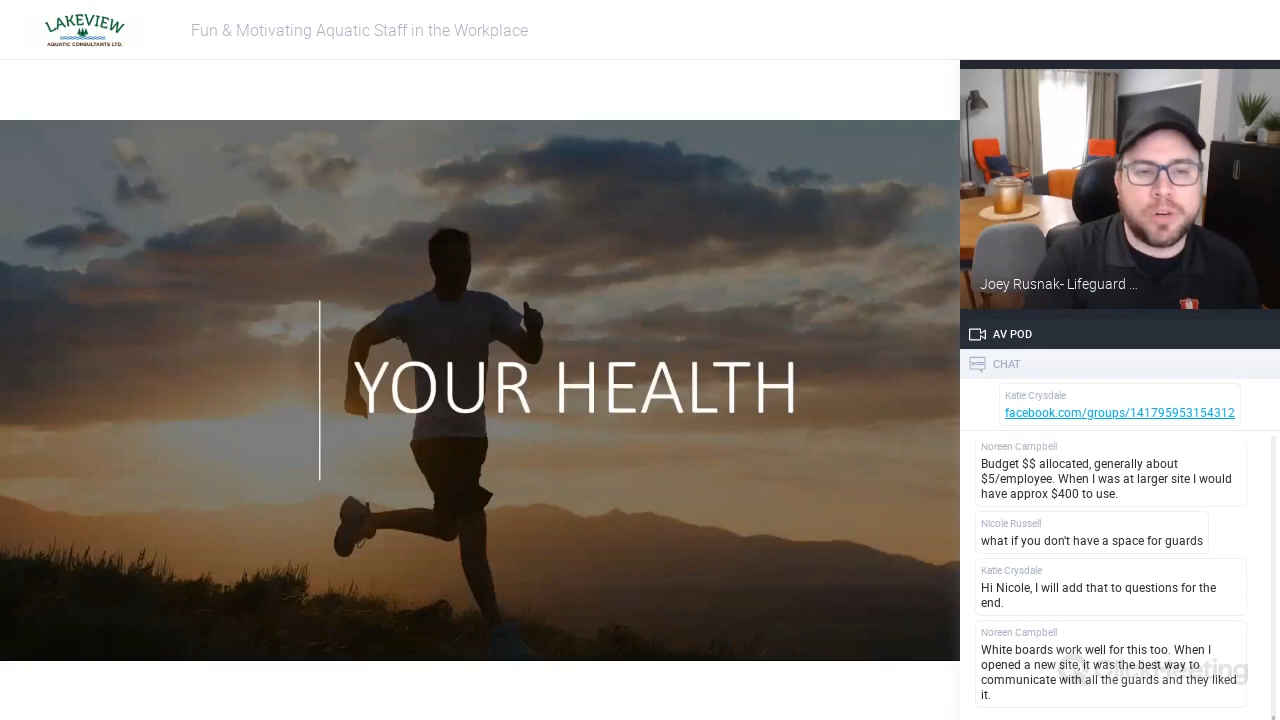 LAKEVIEW
AQUATIC CONSULTANTS LTD.
Fun & Motivating Aquatic Staff in the Workplace
YOUR HEALTH
Joey Rusnak- Lifeguard ...
AV POD
CHAT
Katie Crysdale
facebook.com/groups/141795953154312
Noreen Campbell
Budget $$ allocated, generally about
$5/employee. When I was at larger site I would
have approx $400 to use.
Nicole Russell
what if you don't have a space for guards
Katie Crysdale
Hi Nicole, I will add that to questions for the
end.
Noreen Campbell
White boards work well for this too. When I
opened a new site, it was the best way to
communicate with all the guards and they liked
it.
ClickMeeting